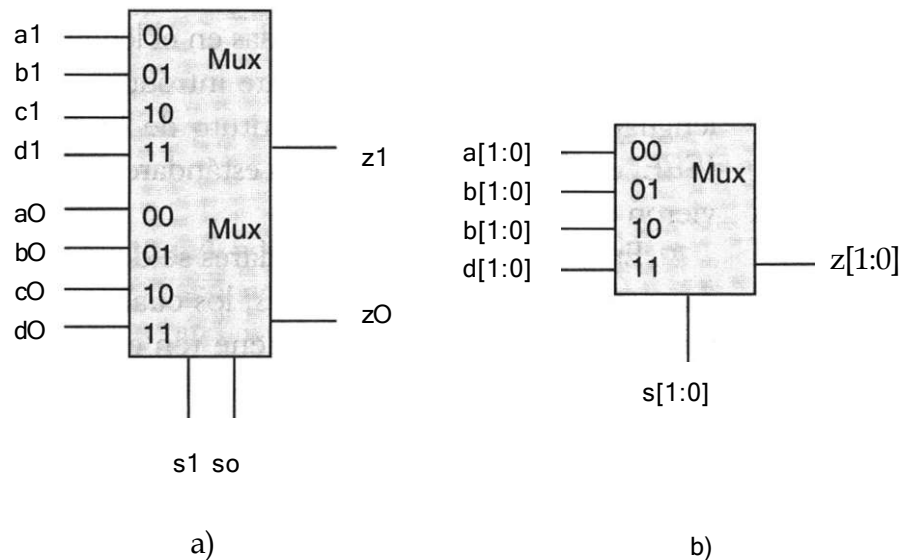 a1
00
Mux
b1
01
c1
10
d1
11
z1
aO
00
Mux
bO
01
cO
10
dO
11
zO
s1 so
a)
a[1:0]
00
Mux
b[1:0]
01
b[1:0]
10
d[1:0]
11
z[1:0]
s[1:0]
b)